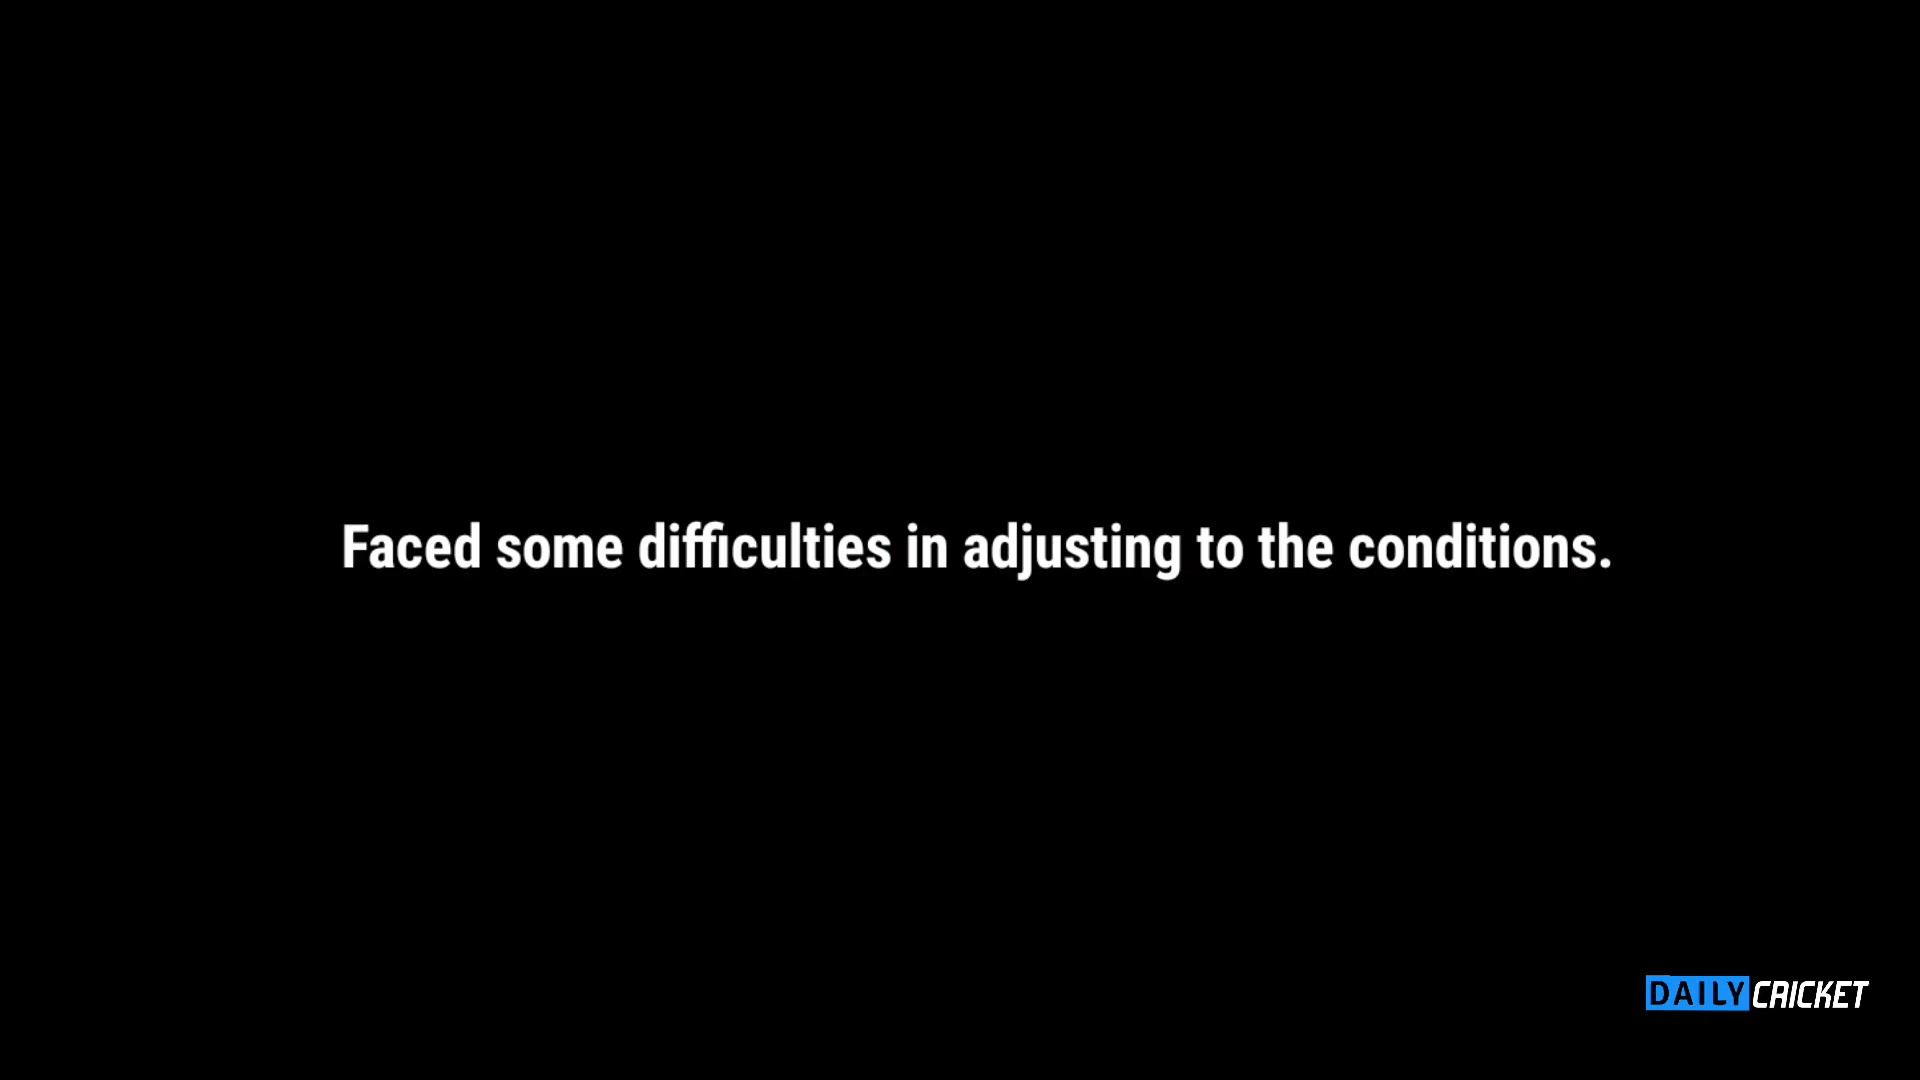 Faced some difficulties in adjusting to the conditions.
DAILY CRICKET